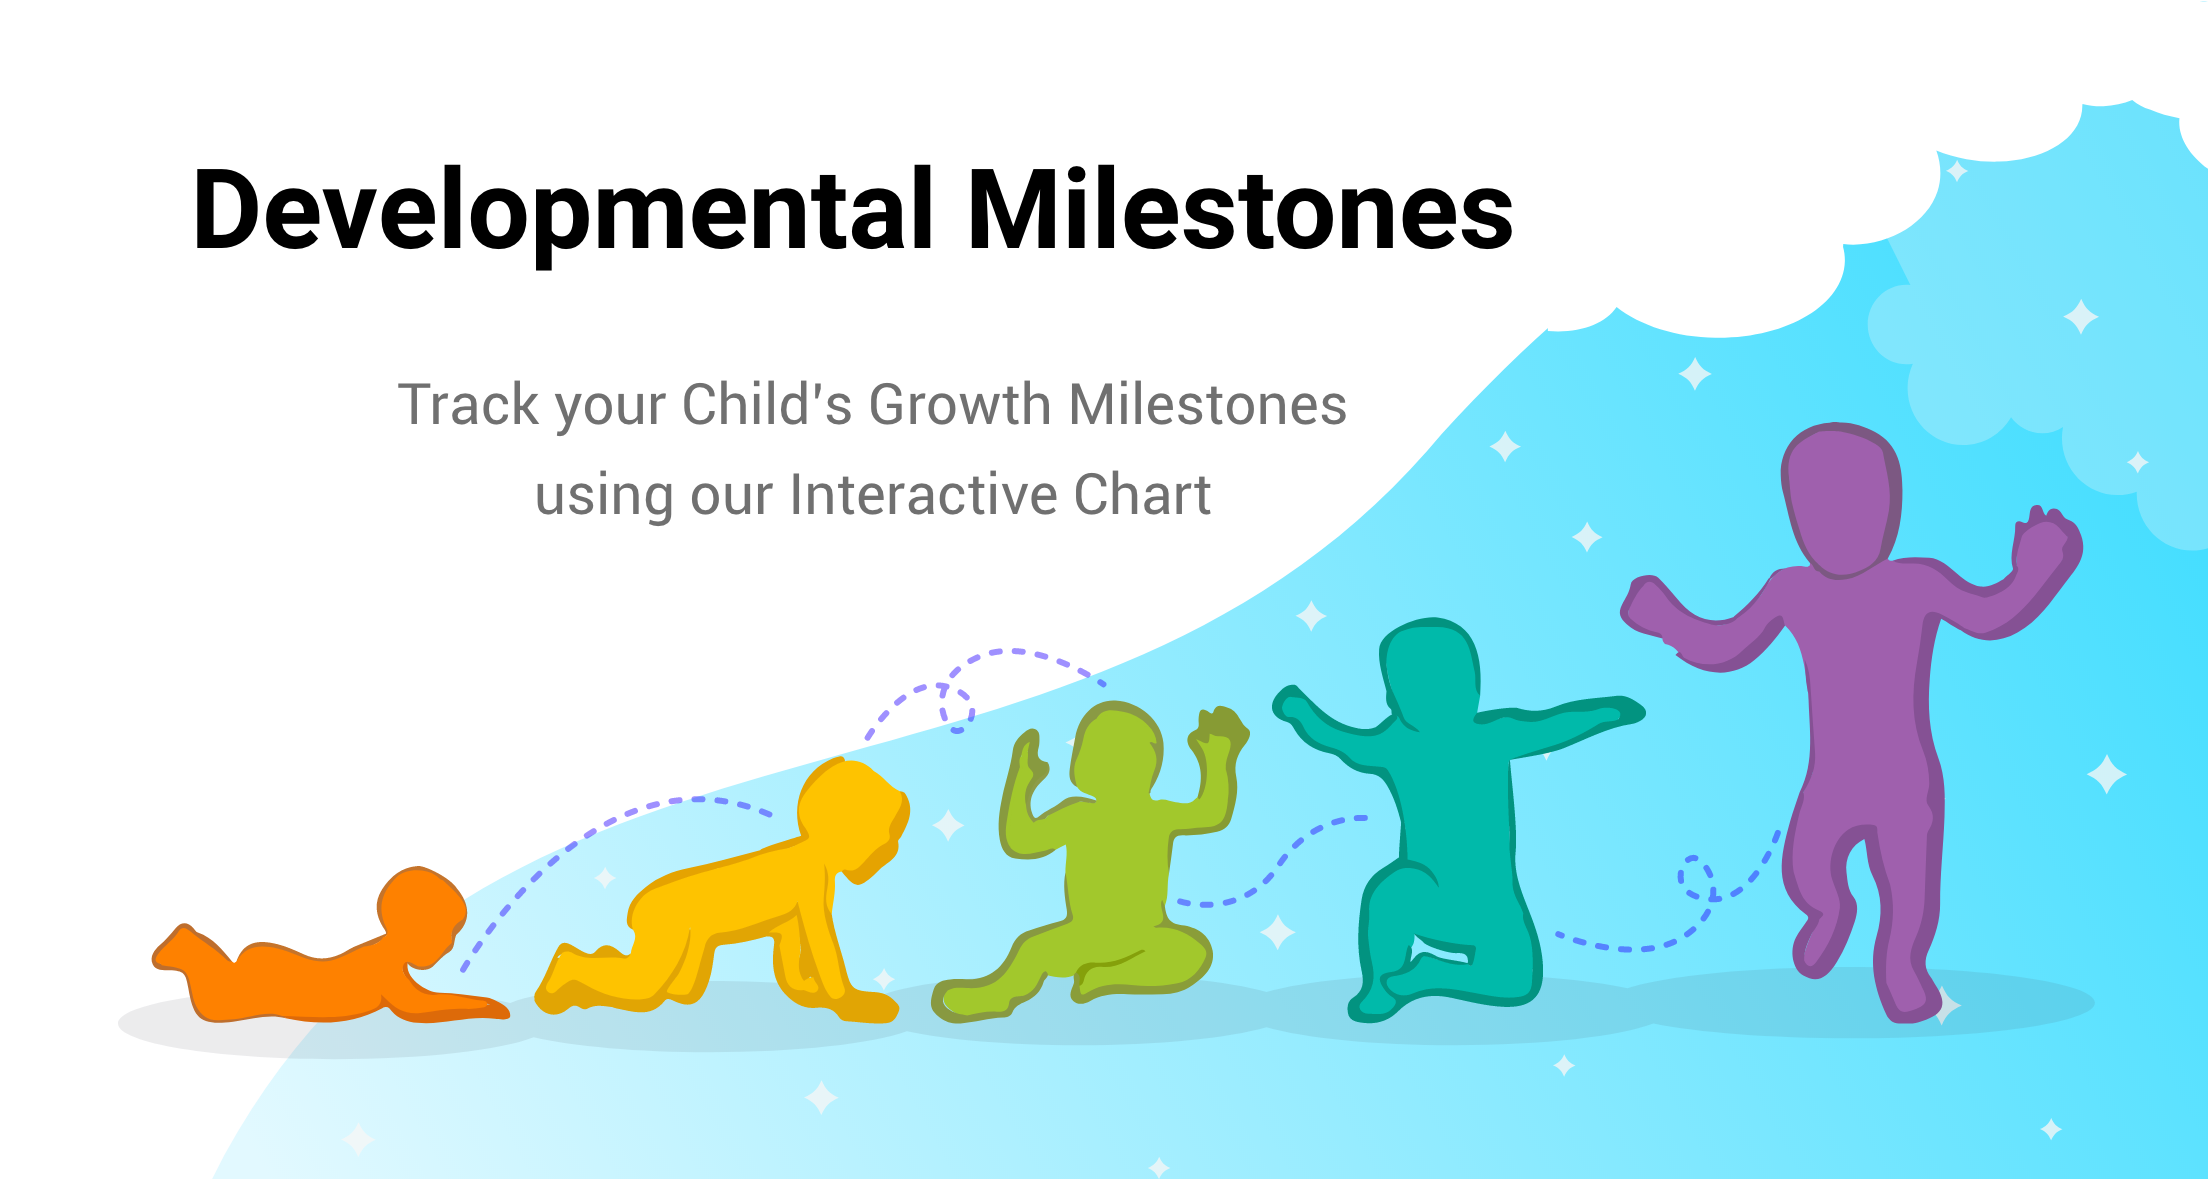 Developmental Milestones
Track your Child's Growth Milestones
using our Interactive Chart